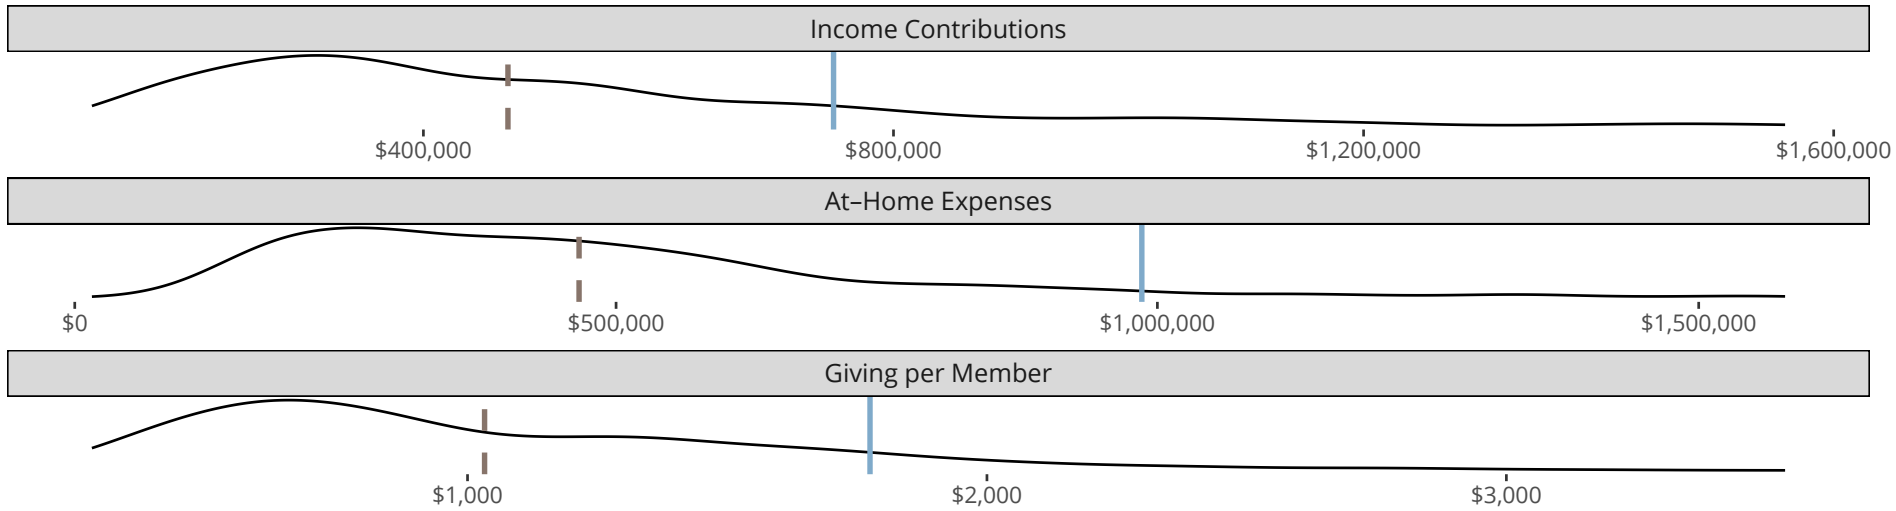 Income Contributions
$400,000 $800,000 $1,200,000 $1,600,000
At–Home Expenses
$0 $500,000 $1,000,000 $1,500,000
Giving per Member
$1,000 $2,000 $3,000